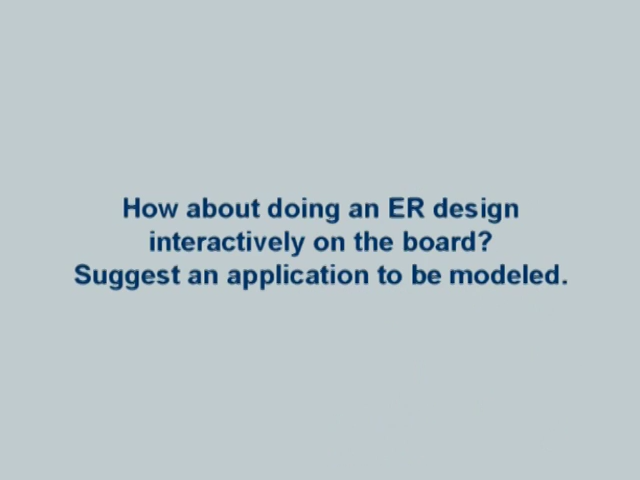 How about doing an ER design
interactively on the board?
Suggest an application to be modeled.